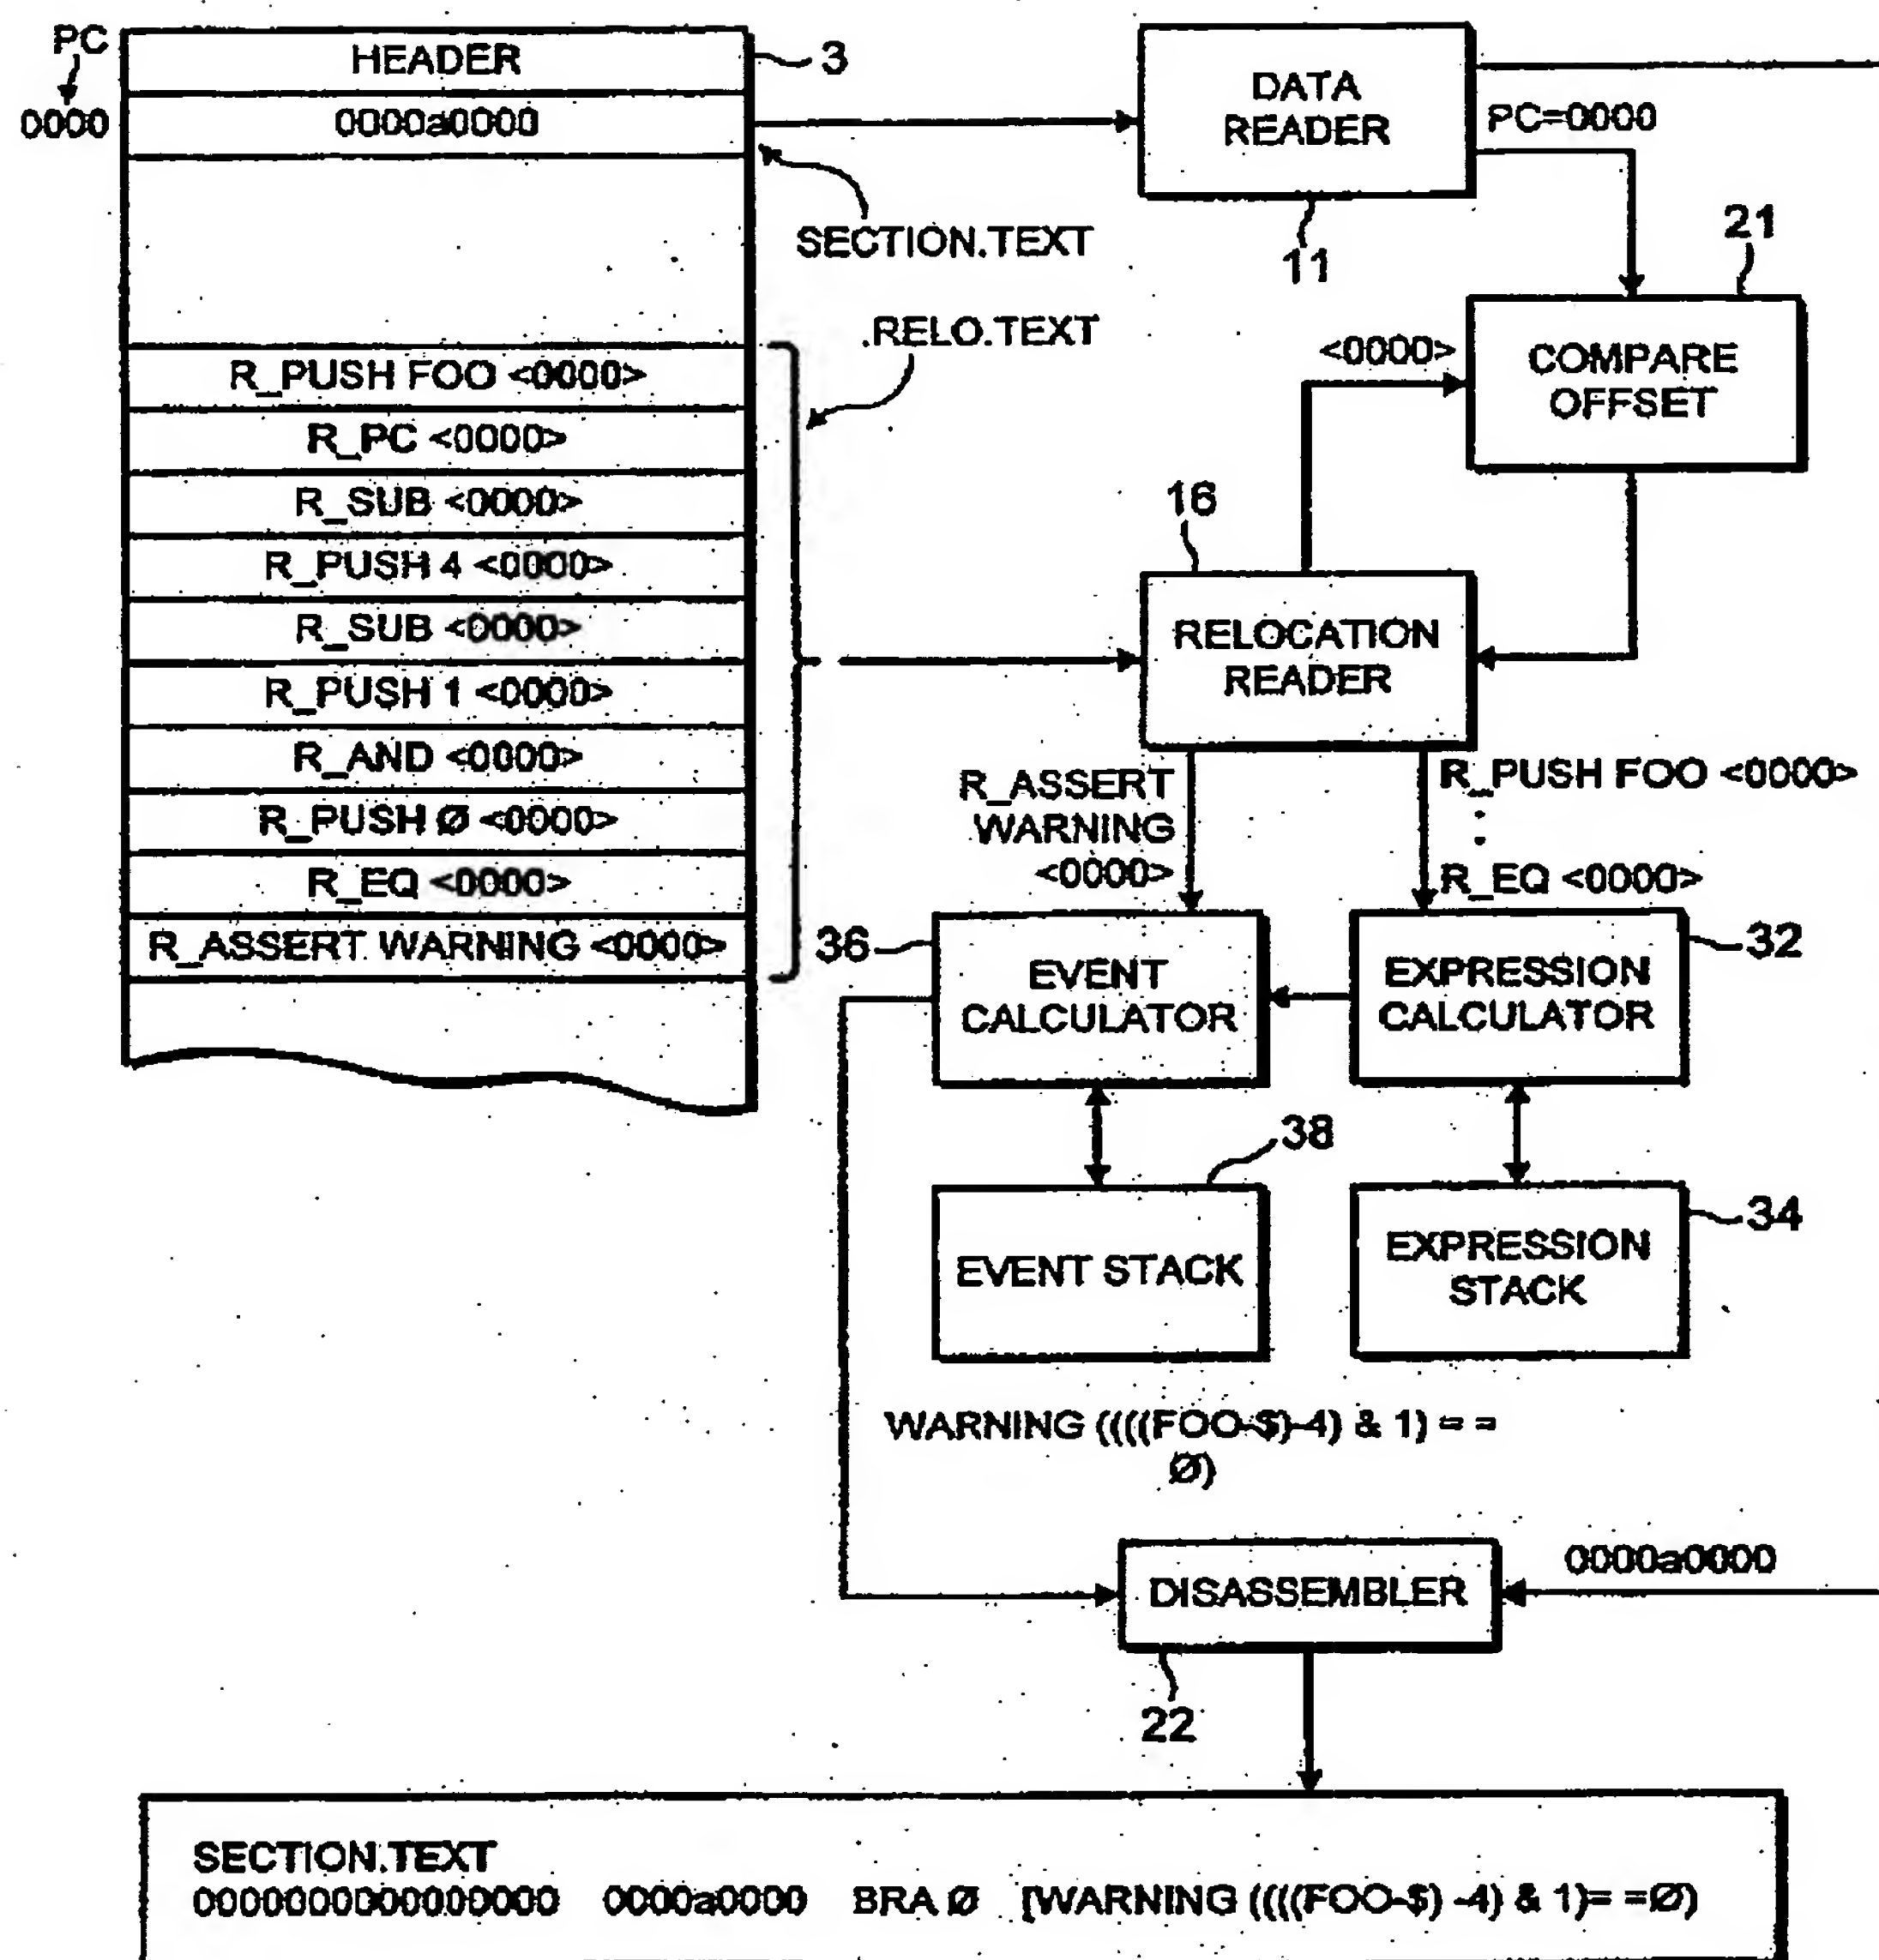 PC
HEADER
3
0000
0000a0000
SECTION.TEXT
.RELO.TEXT
R_PUSH FOO <0000>
R_PC <0000>
R_SUB <0000>
R_PUSH 4 <0000>
R_SUB <0000>
R_PUSH 1 <0000>
R_AND <0000>
R_PUSH Ø <0000>
R_EQ <0000>
R_ASSERT WARNING <0000>
DATA
READER
11
PC=0000
21
<0000>
COMPARE
OFFSET
16
RELOCATION
READER
R_ASSERT
WARNING
<0000>
R_PUSH FOO <0000>
R_EQ <0000>
36
EVENT
CALCULATOR
EXPRESSION
CALCULATOR
32
38
EVENT STACK
EXPRESSION
STACK
34
WARNING ((((FOO-$)-4) & 1) = =
Ø)
DISASSEMBLER
0000a0000
22
SECTION.TEXT
0000000000000000 0000a0000 BRA Ø [WARNING ((((FOO-$) -4) & 1)= =Ø)